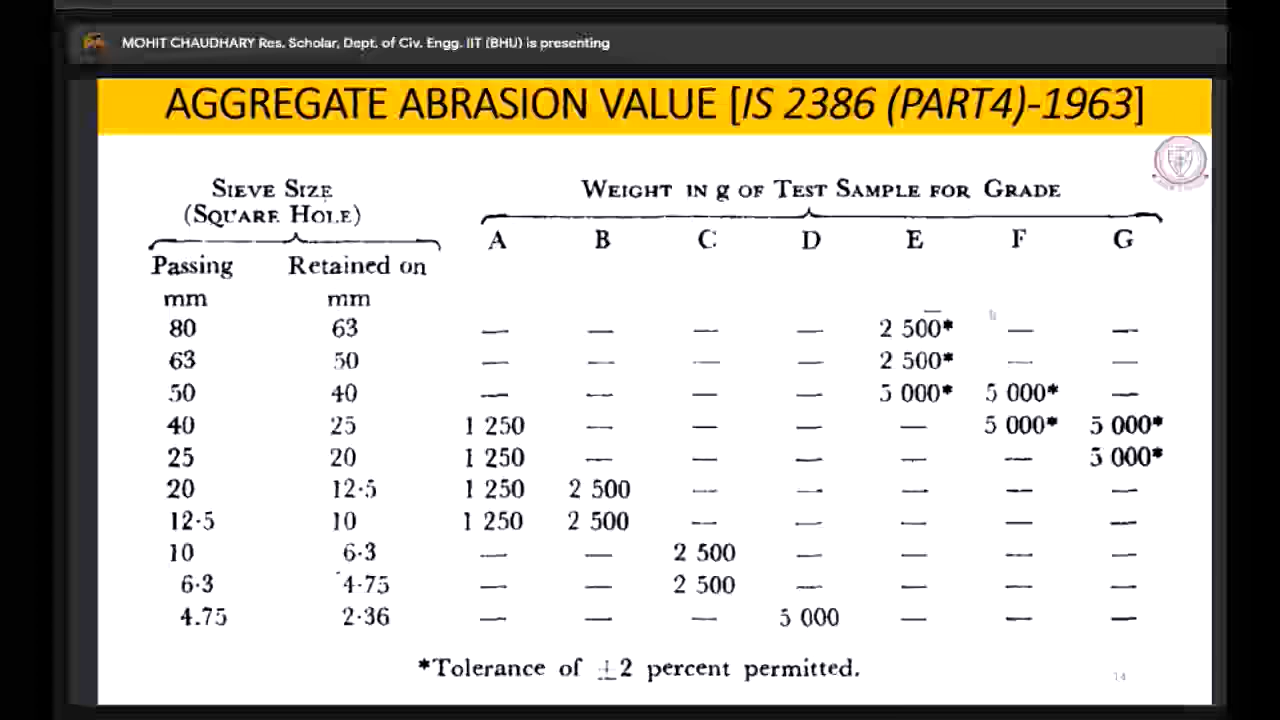 MOHIT CHAUDHARY Res. Scholar, Dept. of Civ. Engg. IIT (BHU) is presenting
AGGREGATE ABRASION VALUE [IS 2386 (PART4)-1963]
SIEVE SIZE (SQUARE HOLE) WEIGHT IN g OF TEST SAMPLE FOR GRADE
Passing mm Retained on mm A B C D E F G
80 63 — — — — 2 500* — —
63 50 — — — — 2 500* — —
50 40 — — — — 5 000* 5 000* —
40 25 1 250 — — — — 5 000* 5 000*
25 20 1 250 — — — — — 5 000*
20 12·5 1 250 2 500 — — — — —
12·5 10 1 250 2 500 — — — — —
10 6·3 — — 2 500 — — — —
6·3 4·75 — — 2 500 — — — —
4.75 2·36 — — — 5 000 — — —
*Tolerance of ±2 percent permitted.
14